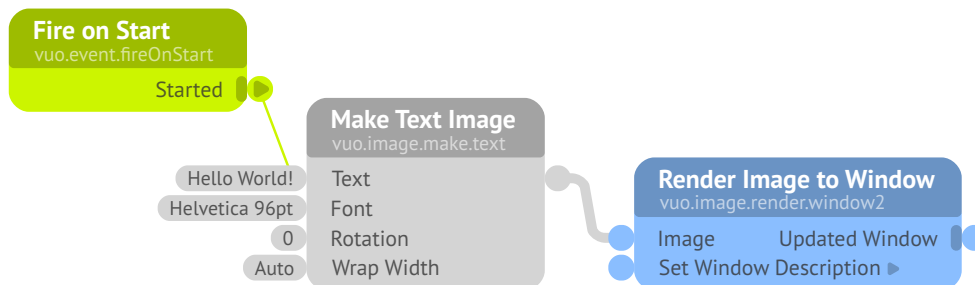 Fire on Start
vuo.event.fireOnStart
Started
Make Text Image
vuo.image.make.text
Hello World! Text
Helvetica 96pt Font
0 Rotation
Auto Wrap Width
Render Image to Window
vuo.image.render.window2
Image Updated Window
Set Window Description